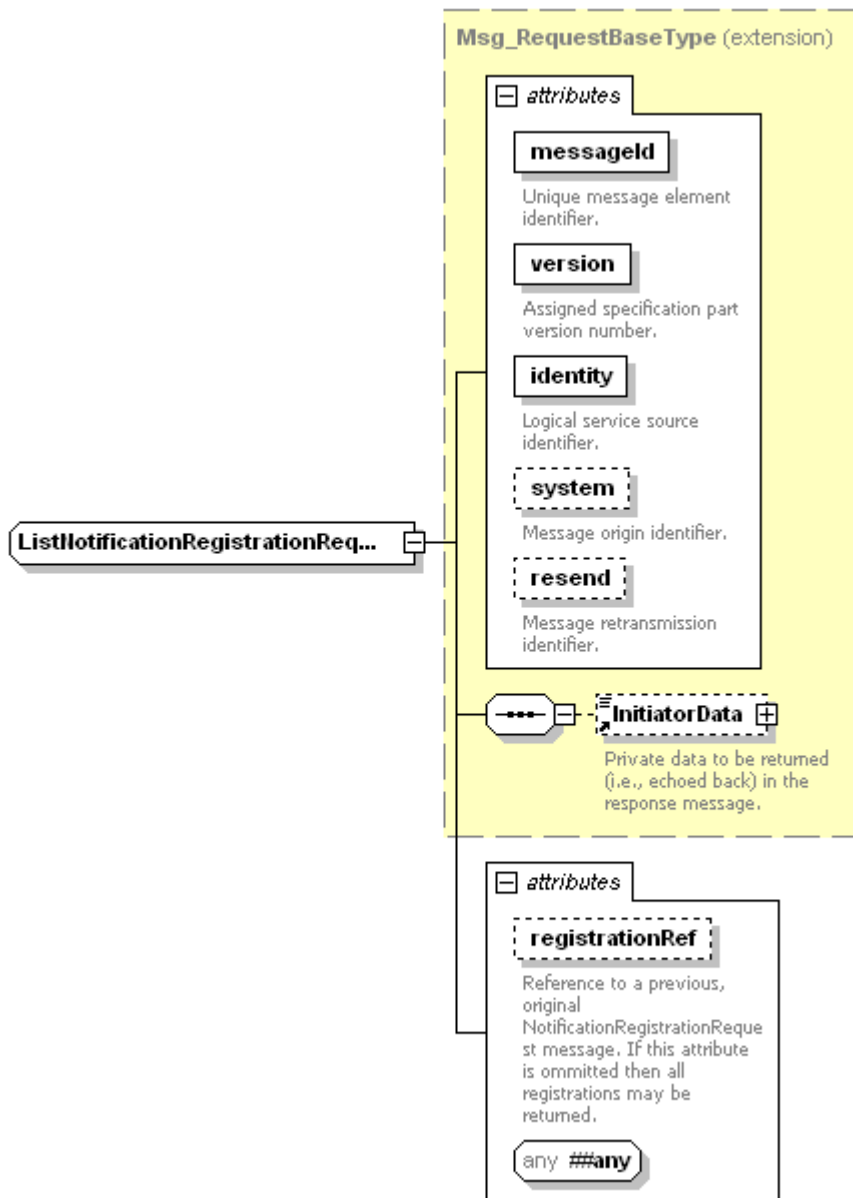 Msg_RequestBaseType (extension)
attributes
messageId
Unique message element
identifier.
version
Assigned specification part
version number.
identity
Logical service source
identifier.
system
Message origin identifier.
resend
Message retransmission
identifier.
ListNotificationRegistrationReq...
InitiatorData
Private data to be returned
(i.e., echoed back) in the
response message.
attributes
registrationRef
Reference to a previous,
original
NotificationRegistrationReque
st message. If this attribute
is ommitted then all
registrations may be
returned.
any ##any